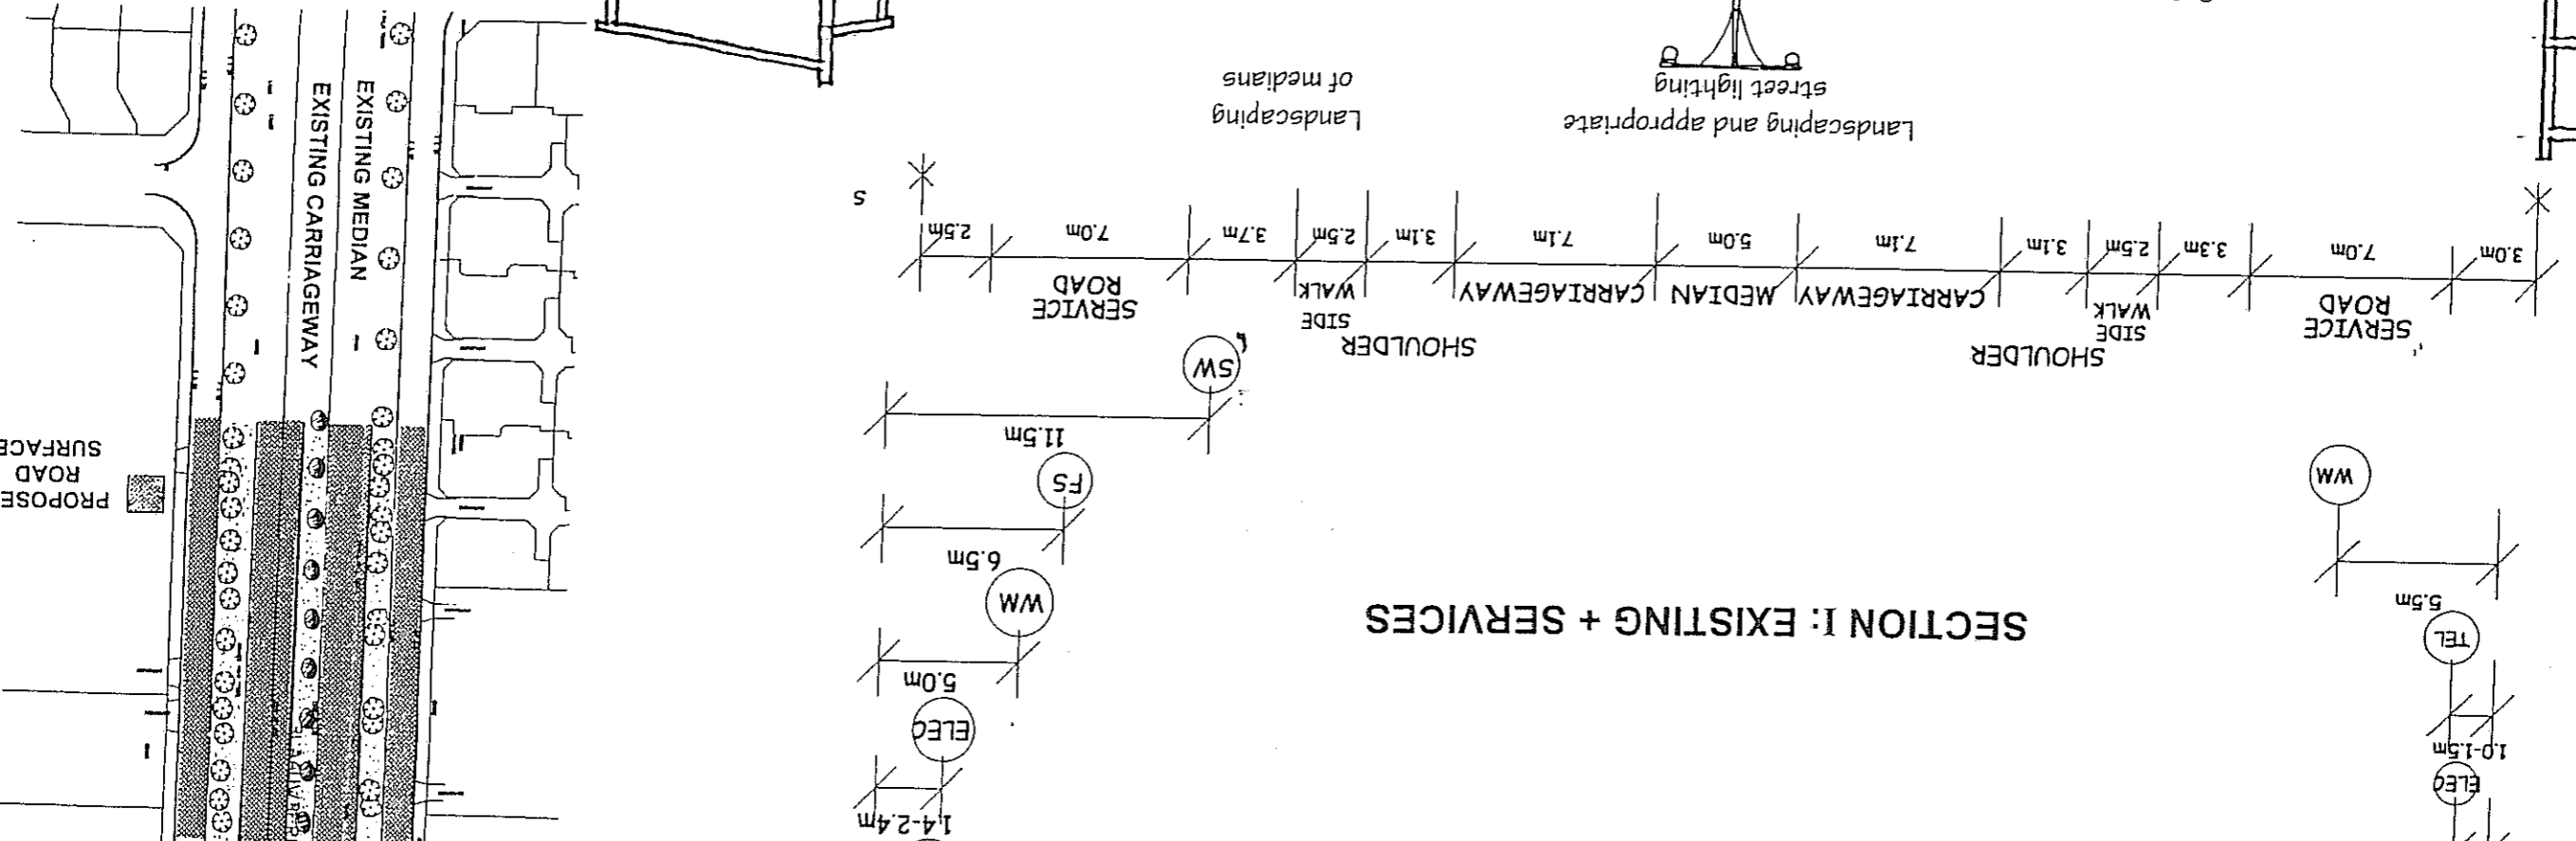 SECTION I: EXISTING + SERVICES
ELEC
1.0-1.5m
TEL
5.5m
WM
1.4-2.4m
ELEC
5.0m
WM
6.5m
FS
11.5m
SW
SHOULDER
SHOULDER
SERVICE
ROAD
SIDE
WALK
CARRIAGEWAY
MEDIAN
CARRIAGEWAY
SIDE
WALK
SERVICE
ROAD
3.0m
7.0m
3.3m
2.5m
3.1m
7.1m
5.0m
7.1m
3.1m
2.5m
3.7m
7.0m
2.5m
S
Landscaping and appropriate
street lighting
Landscaping
of medians
EXISTING MEDIAN
EXISTING CARRIAGEWAY
PROPOSE
ROAD
SURFACE